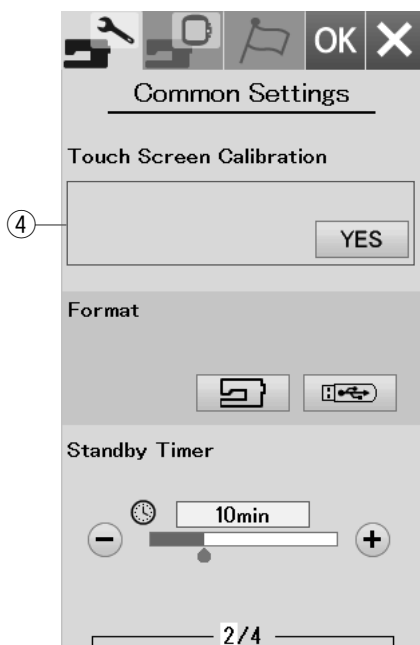 OK
Common Settings
Touch Screen Calibration
④
YES
Format
Standby Timer
10min
2/4